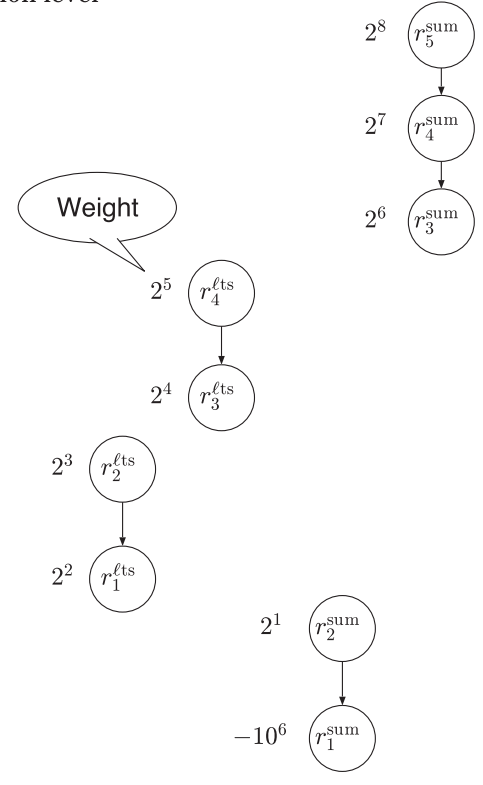 2^8 r_5^sum
2^7 r_4^sum
2^6 r_3^sum
Weight
2^5 r_4^ℓts
2^4 r_3^ℓts
2^3 r_2^ℓts
2^2 r_1^ℓts
2^1 r_2^sum
−10^6 r_1^sum